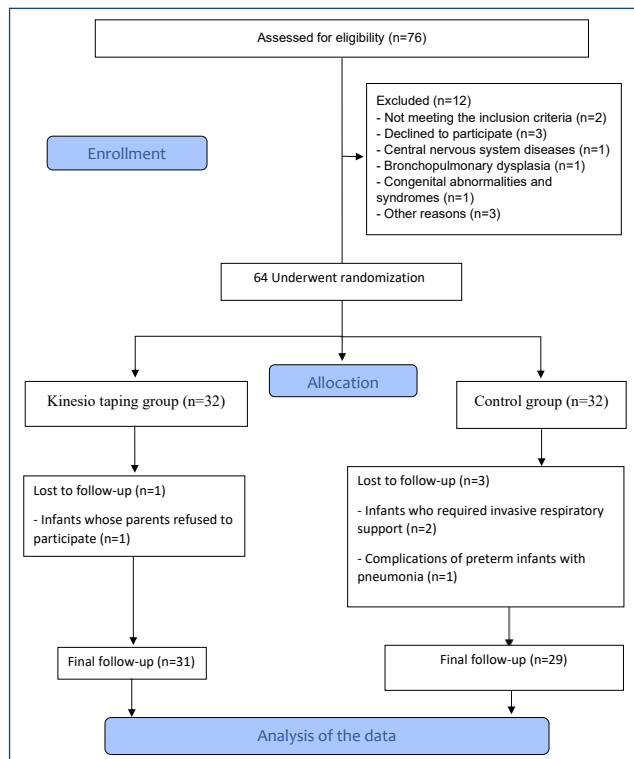 Assessed for eligibility (n=76)
Excluded (n=12)
- Not meeting the inclusion criteria (n=2)
- Declined to participate (n=3)
- Central nervous system diseases (n=1)
- Bronchopulmonary dysplasia (n=1)
- Congenital abnormalities and
syndromes (n=1)
- Other reasons (n=3)
Enrollment
64 Underwent randomization
Allocation
Kinesio taping group (n=32)
Control group (n=32)
Lost to follow-up (n=1)
- Infants whose parents refused to
participate (n=1)
Lost to follow-up (n=3)
- Infants who required invasive respiratory
support (n=2)
- Complications of preterm infants with
pneumonia (n=1)
Final follow-up (n=31)
Final follow-up (n=29)
Analysis of the data